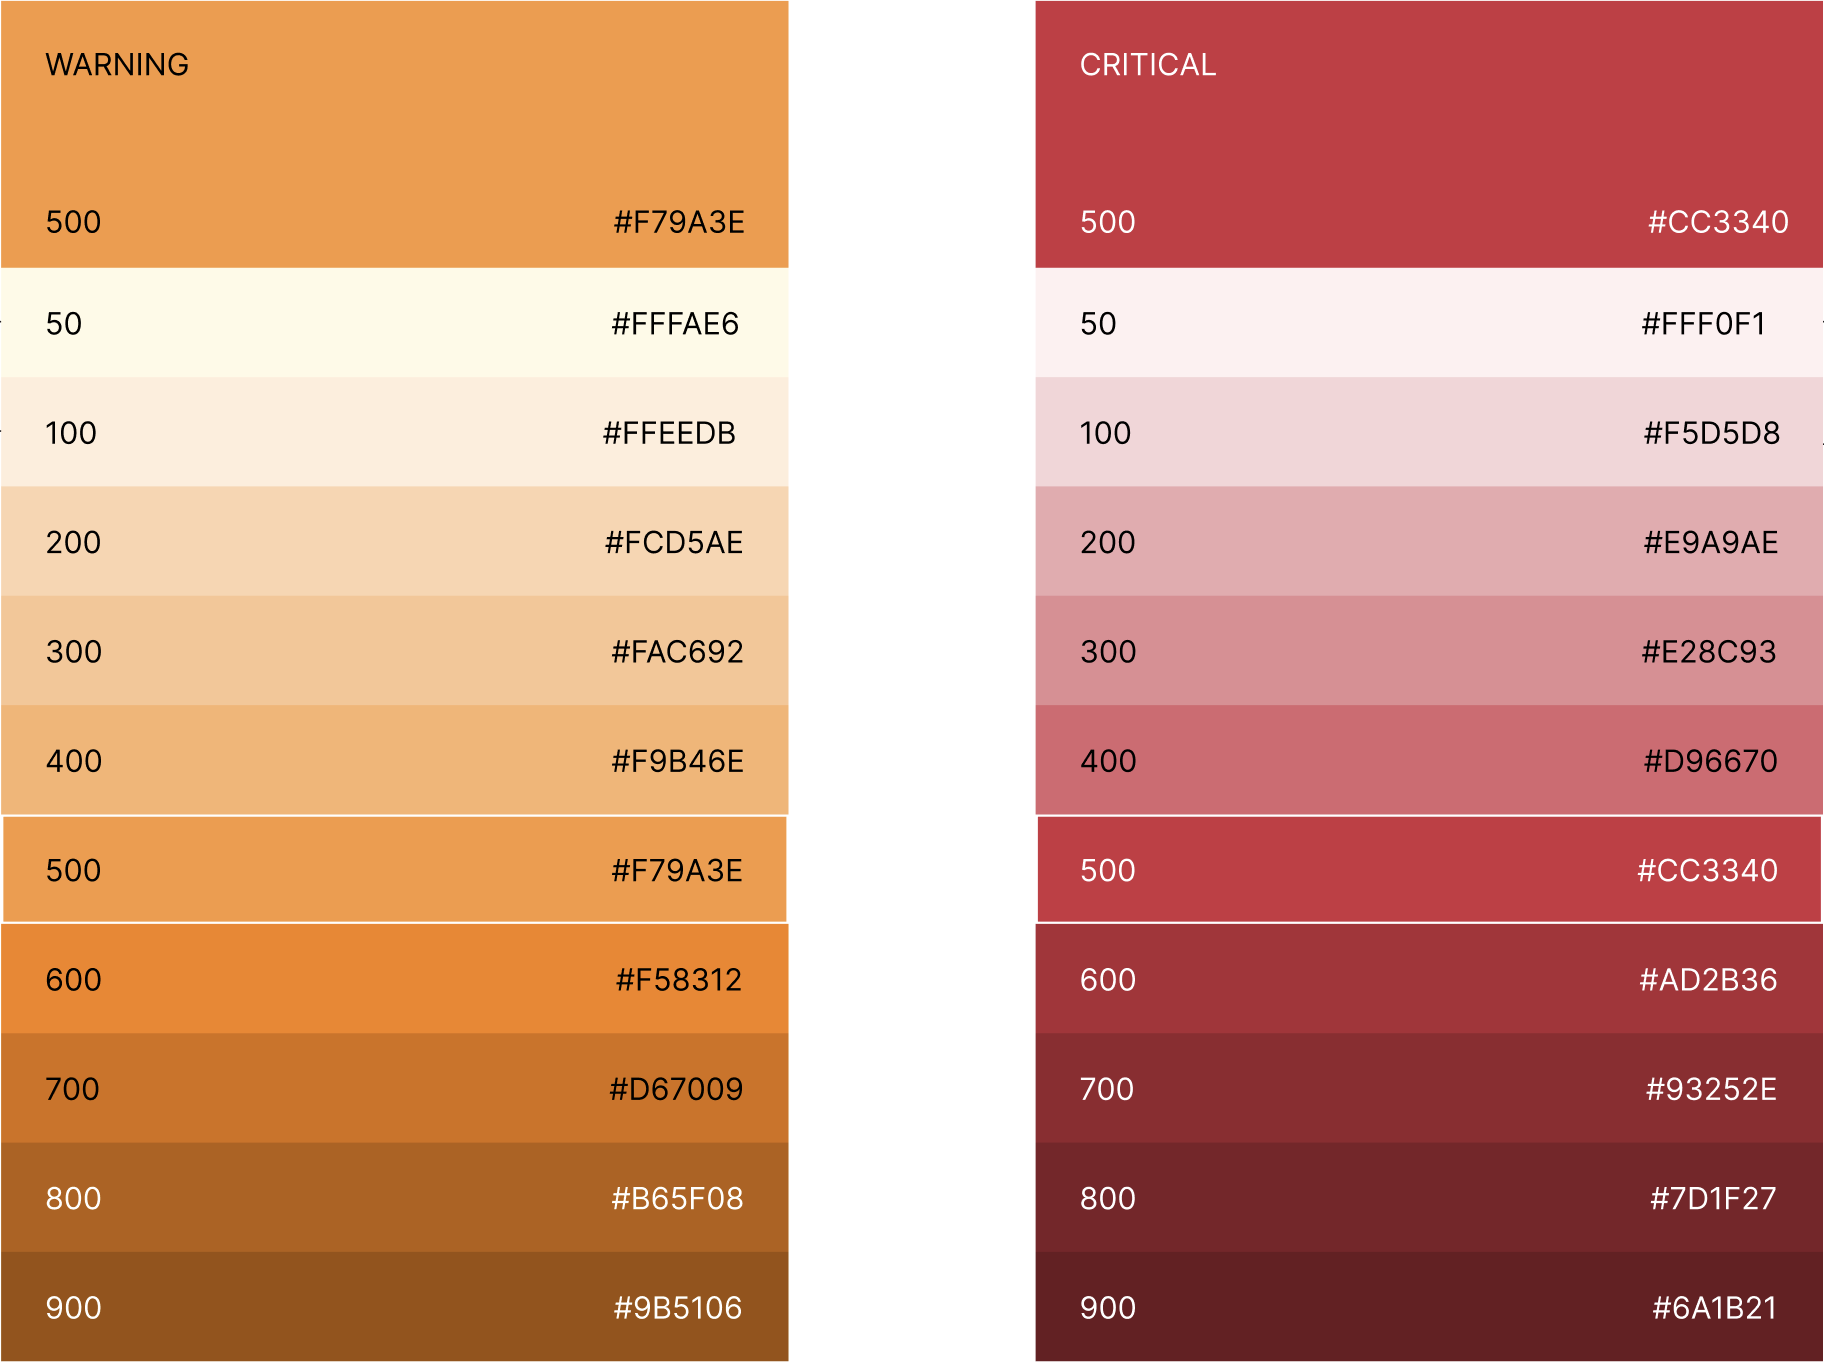 WARNING
500 #F79A3E
50 #FFFAE6
100 #FFEEDB
200 #FCD5AE
300 #FAC692
400 #F9B46E
500 #F79A3E
600 #F58312
700 #D67009
800 #B65F08
900 #9B5106
CRITICAL
500 #CC3340
50 #FFF0F1
100 #F5D5D8
200 #E9A9AE
300 #E28C93
400 #D96670
500 #CC3340
600 #AD2B36
700 #93252E
800 #7D1F27
900 #6A1B21